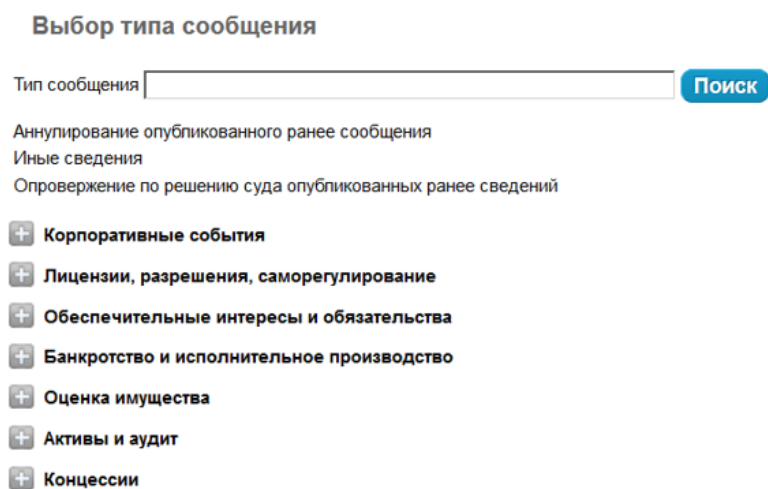 Выбор типа сообщения
Тип сообщения Поиск
Аннулирование опубликованного ранее сообщения
Иные сведения
Опровержение по решению суда опубликованных ранее сведений
Корпоративные события
Лицензии, разрешения, саморегулирование
Обеспечительные интересы и обязательства
Банкротство и исполнительное производство
Оценка имущества
Активы и аудит
Концессии